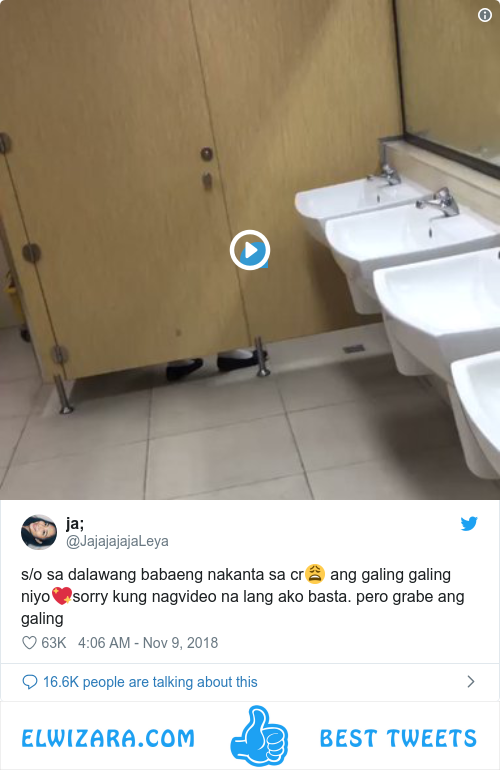 ja;
@JajajajajaLeya
s/o sa dalawang babaeng nakanta sa cr😩 ang galing galing
niyo💖sorry kung nagvideo na lang ako basta. pero grabe ang
galing
63K 4:06 AM - Nov 9, 2018
16.6K people are talking about this
ELWIZARA.COM BEST TWEETS